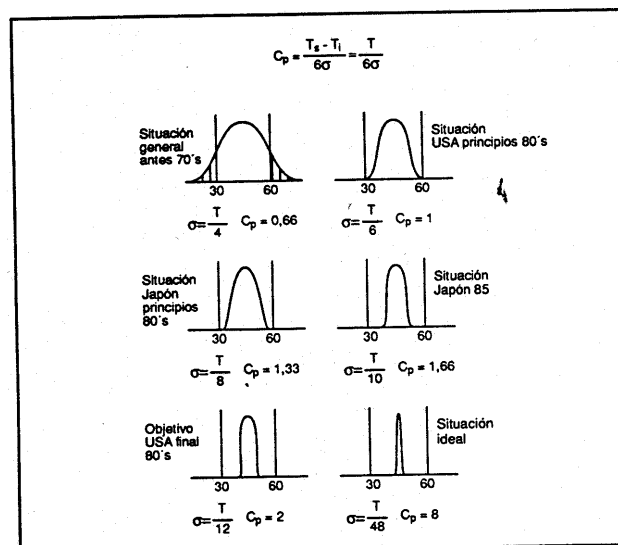 Cp = Ts - Ti / 6σ = T / 6σ
Situación
general
antes 70´s
30 60
σ= T/4 Cp = 0,66
Situación
USA principios 80´s
30 60
σ= T/6 Cp = 1
Situación
Japón
principios
80´s
30 60
σ= T/8 Cp = 1,33
Situación
Japón 85
30 60
σ= T/10 Cp = 1,66
Objetivo
USA final
80´s
30 60
σ= T/12 Cp = 2
Situación
ideal
30 60
σ= T/48 Cp = 8